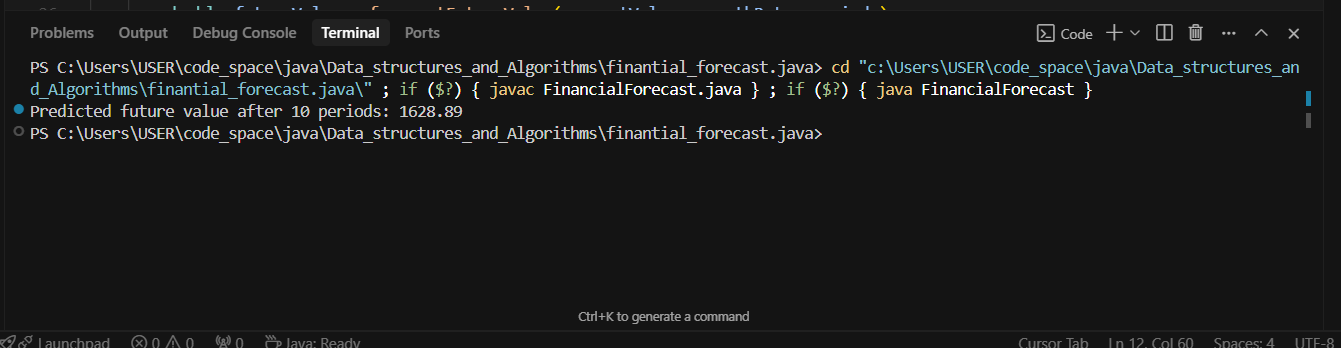 Problems Output Debug Console Terminal Ports Code
PS C:\Users\USER\code_space\java\Data_structures_and_Algorithms\finantial_forecast.java> cd "c:\Users\USER\code_space\java\Data_structures_an
d_Algorithms\finantial_forecast.java\" ; if ($?) { javac FinancialForecast.java } ; if ($?) { java FinancialForecast }
Predicted future value after 10 periods: 1628.89
PS C:\Users\USER\code_space\java\Data_structures_and_Algorithms\finantial_forecast.java>
Ctrl+K to generate a command
Launchpad 0 0 0 Java: Ready Cursor Tab Ln 12, Col 60 Spaces: 4 UTF-8